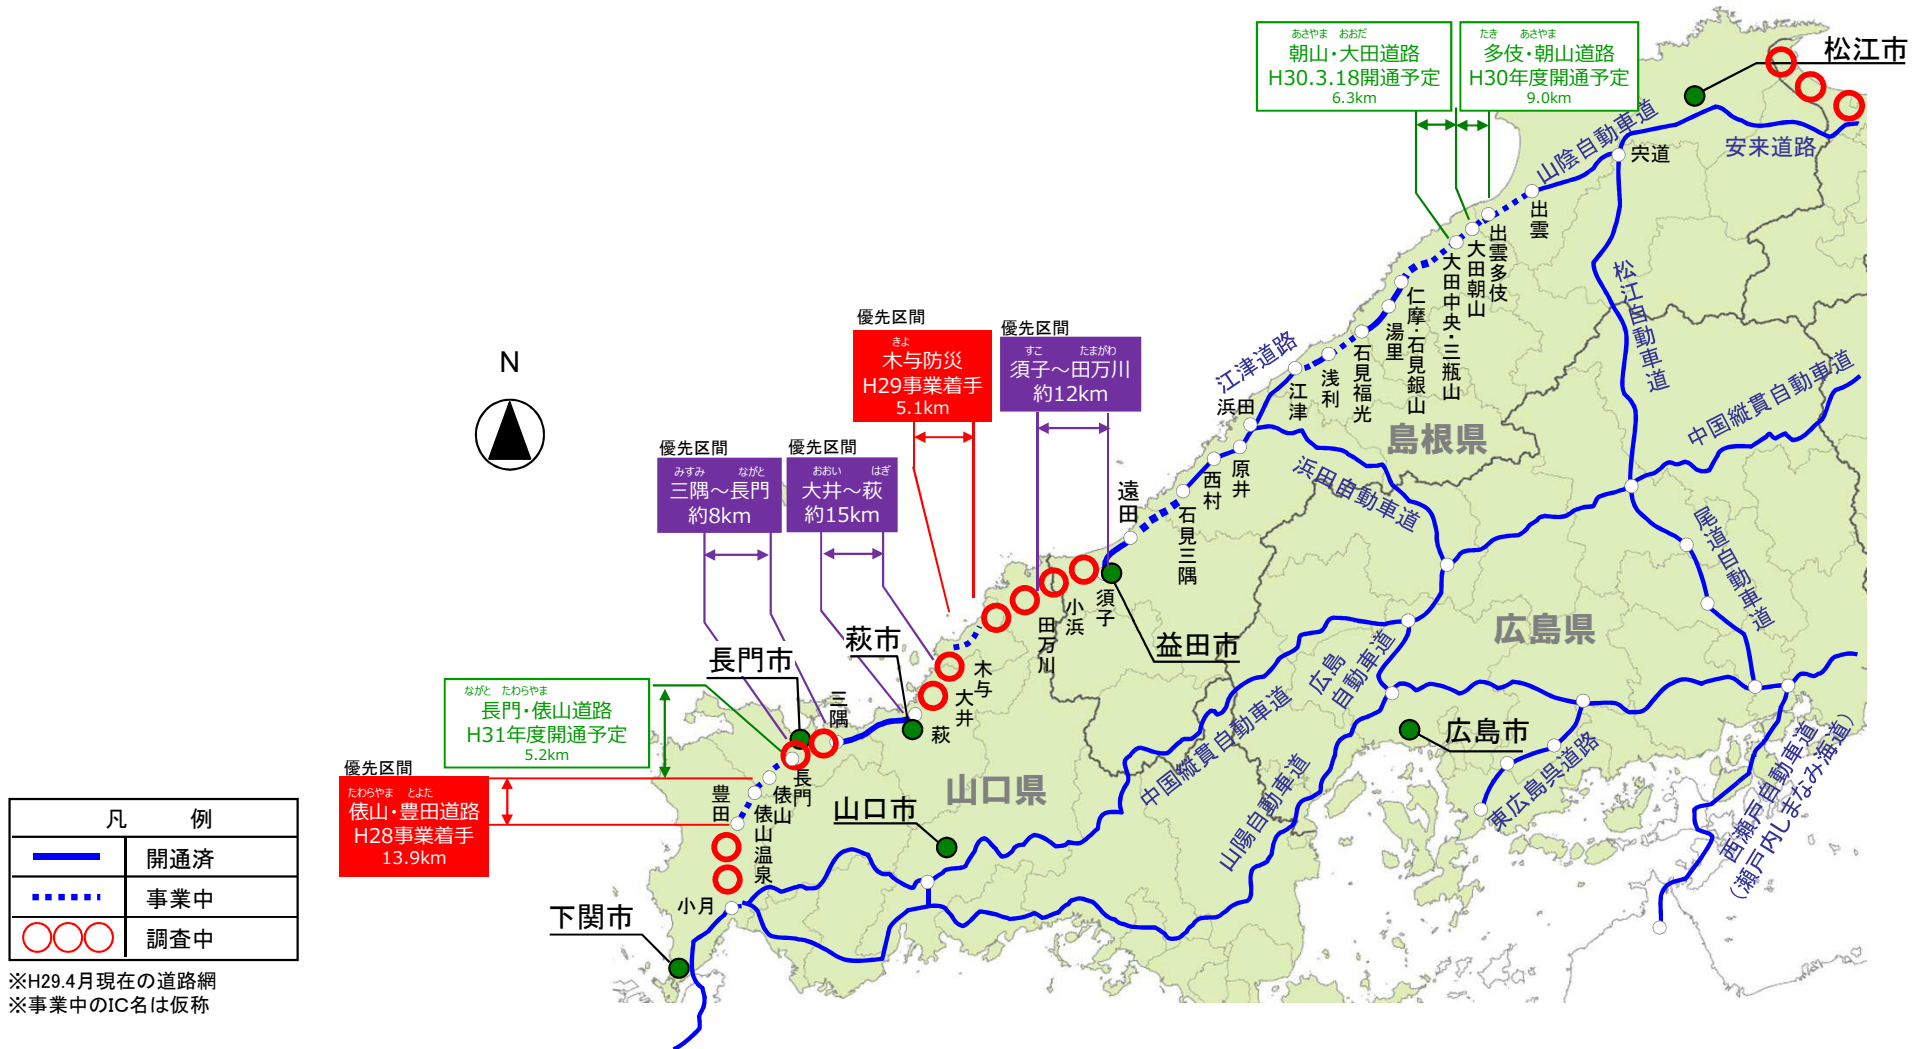 あさやま おおだ
朝山・大田道路
H30.3.18開通予定
6.3km
たき あさやま
多伎・朝山道路
H30年度開通予定
9.0km
松江市
山陰自動車道
宍道
安来道路
出雲
出雲多伎
大田朝山
大田中央・三瓶山
仁摩・石見銀山
湯里
石見福光
浅利
江津
江津道路
浜田
原井
西村
石見三隅
遠田
松江自動車道
中国縦貫自動車道
島根県
浜田自動車道
尾道自動車道
広島県
N
優先区間
きよ
木与防災
H29事業着手
5.1km
優先区間
すこ たまがわ
須子～田万川
約12km
優先区間
みすみ ながと
三隅～長門
約8km
優先区間
おおい はぎ
大井～萩
約15km
須子
小浜
田万川
益田市
木与
大井
萩市
萩
長門市
三隅
ながと たわらやま
長門・俵山道路
H31年度開通予定
5.2km
優先区間
たわらやま とよた
俵山・豊田道路
H28事業着手
13.9km
長門
俵山
俵山温泉
豊田
山口県
山口市
小月
下関市
中国縦貫自動車道
広島自動車道
山陽自動車道
広島市
東広島呉道路
西瀬戸自動車道
（瀬戸内しまなみ海道）
凡 例
開通済
事業中
調査中
※H29.4月現在の道路網
※事業中のIC名は仮称